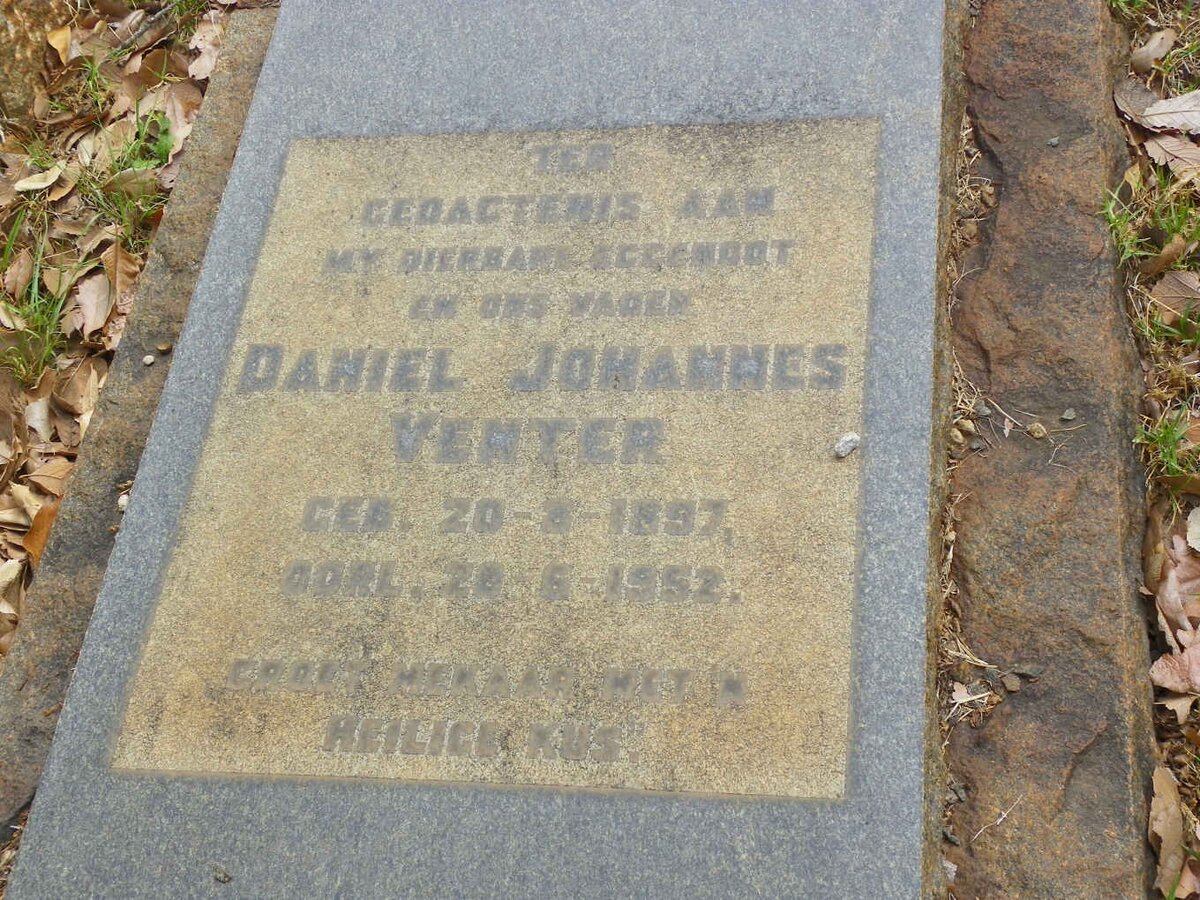 TER
GEDAGTENIS AAN
MY DIERBARE EGGENOOT
EN ONS VADER
DANIEL JOHANNES
VENTER
GEB. 20-8-1897,
OORL. 28-6-1952.
GROET MEKAAR MET 'N
HEILIGE KUS.